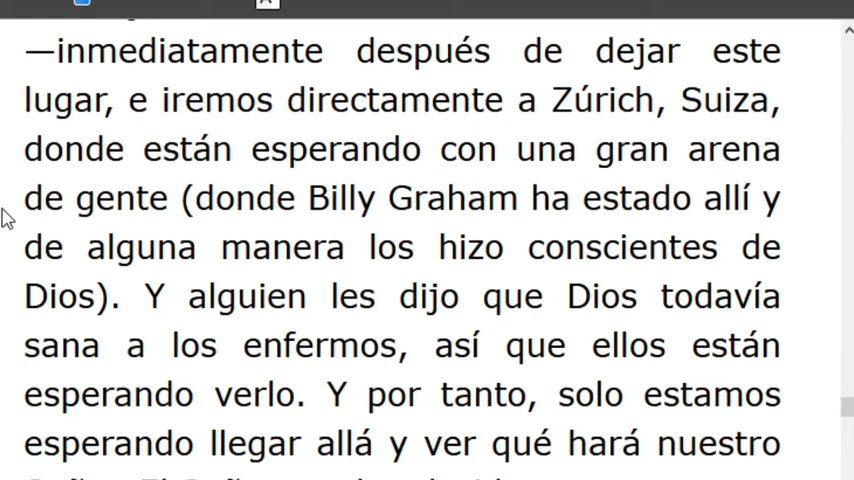 —inmediatamente después de dejar este
lugar, e iremos directamente a Zúrich, Suiza,
donde están esperando con una gran arena
de gente (donde Billy Graham ha estado allí y
de alguna manera los hizo conscientes de
Dios). Y alguien les dijo que Dios todavía
sana a los enfermos, así que ellos están
esperando verlo. Y por tanto, solo estamos
esperando llegar allá y ver qué hará nuestro